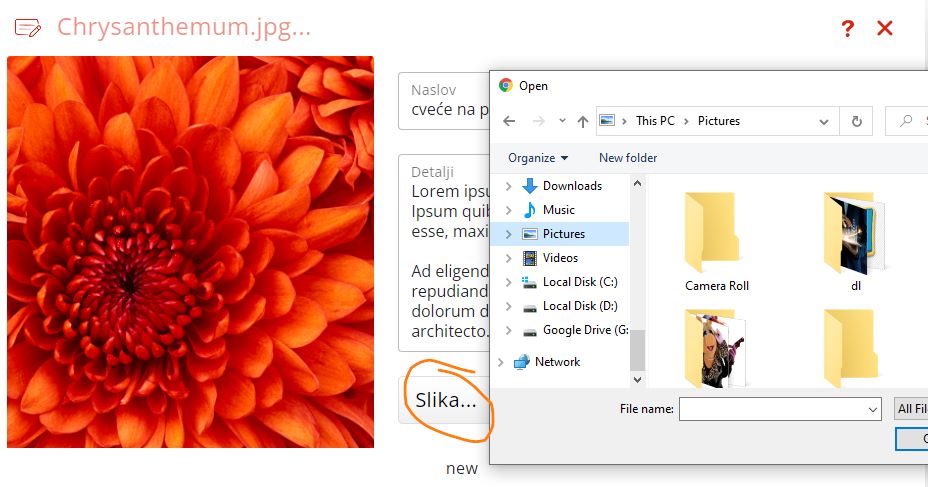 Chrysanthemum.jpg...
?
Naslov
cveće na p
Detalji
Lorem ipsu
Ipsum quib
esse, maxi
Ad eligend
repudiand
dolorum d
architecto.
Slika...
new
Open
This PC
Pictures
Organize
New folder
Downloads
Music
Pictures
Videos
Local Disk (C:)
Local Disk (D:)
Google Drive (G:
Network
Camera Roll
dl
File name:
All Fil